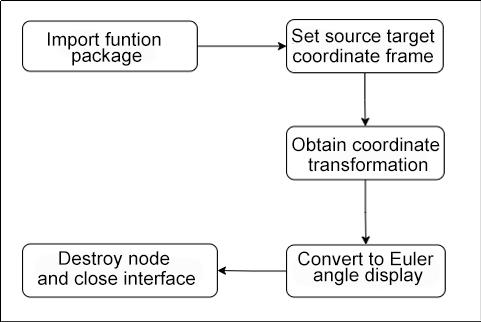 Import funtion
package
Set source target
coordinate frame
Obtain coordinate
transformation
Convert to Euler
angle display
Destroy node
and close interface